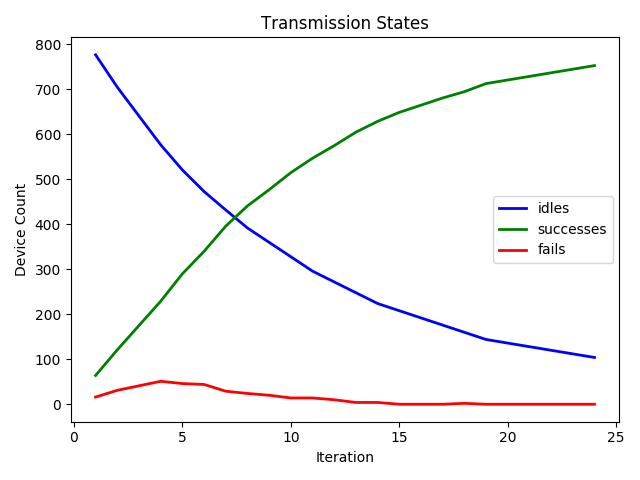 Transmission States
Device Count
800
700
600
500
400
300
200
100
0
idles
successes
fails
0 5 10 15 20 25
Iteration